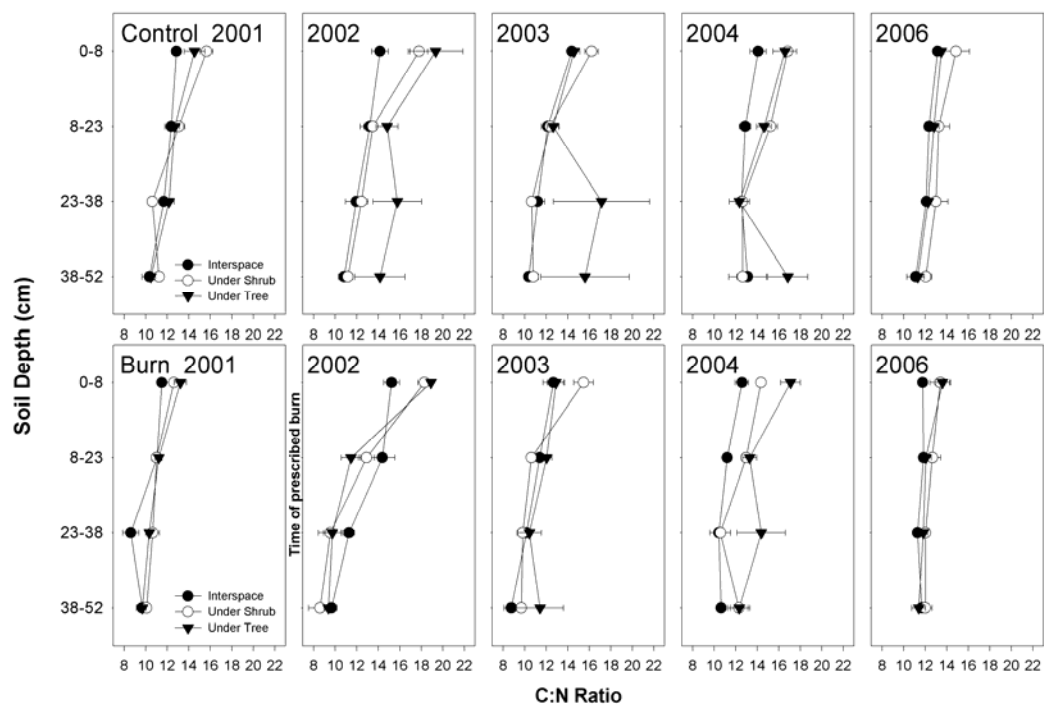 Control 2001
2002
2003
2004
2006
0-8
8-23
23-38
38-52
Interspace
Under Shrub
Under Tree
8 10 12 14 16 18 20 22
8 10 12 14 16 18 20 22
8 10 12 14 16 18 20 22
8 10 12 14 16 18 20 22
8 10 12 14 16 18 20 22
Soil Depth (cm)
Burn 2001
2002
2003
2004
2006
0-8
8-23
23-38
38-52
Time of prescribed burn
Interspace
Under Shrub
Under Tree
8 10 12 14 16 18 20 22
8 10 12 14 16 18 20 22
8 10 12 14 16 18 20 22
8 10 12 14 16 18 20 22
8 10 12 14 16 18 20 22
C:N Ratio